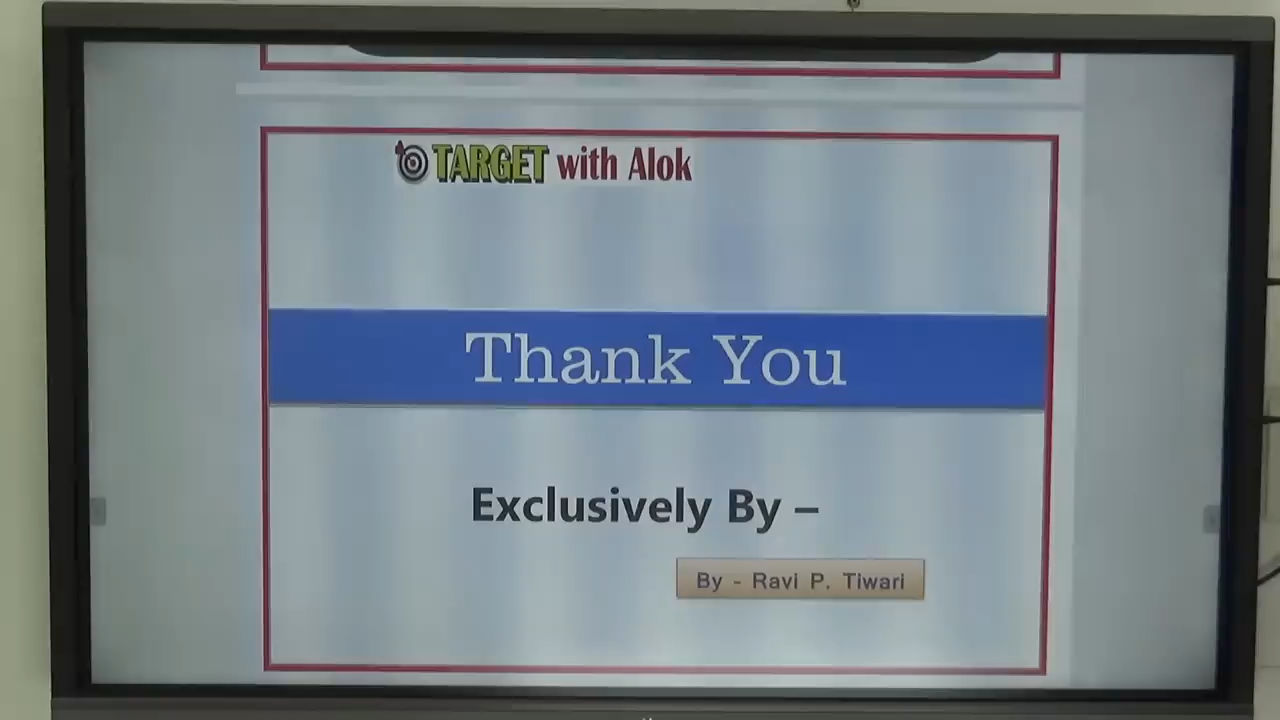 TARGET with Alok
Thank You
Exclusively By –
By - Ravi P. Tiwari